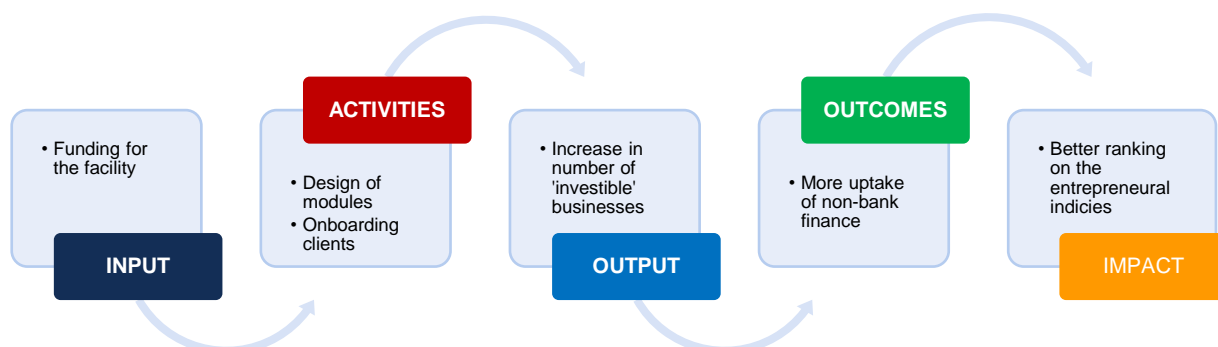 • Funding for
the facility
INPUT
ACTIVITIES
• Design of
modules
• Onboarding
clients
• Increase in
number of
'investible'
businesses
OUTPUT
OUTCOMES
• More uptake
of non-bank
finance
• Better ranking
on the
entrepreneural
indicies
IMPACT